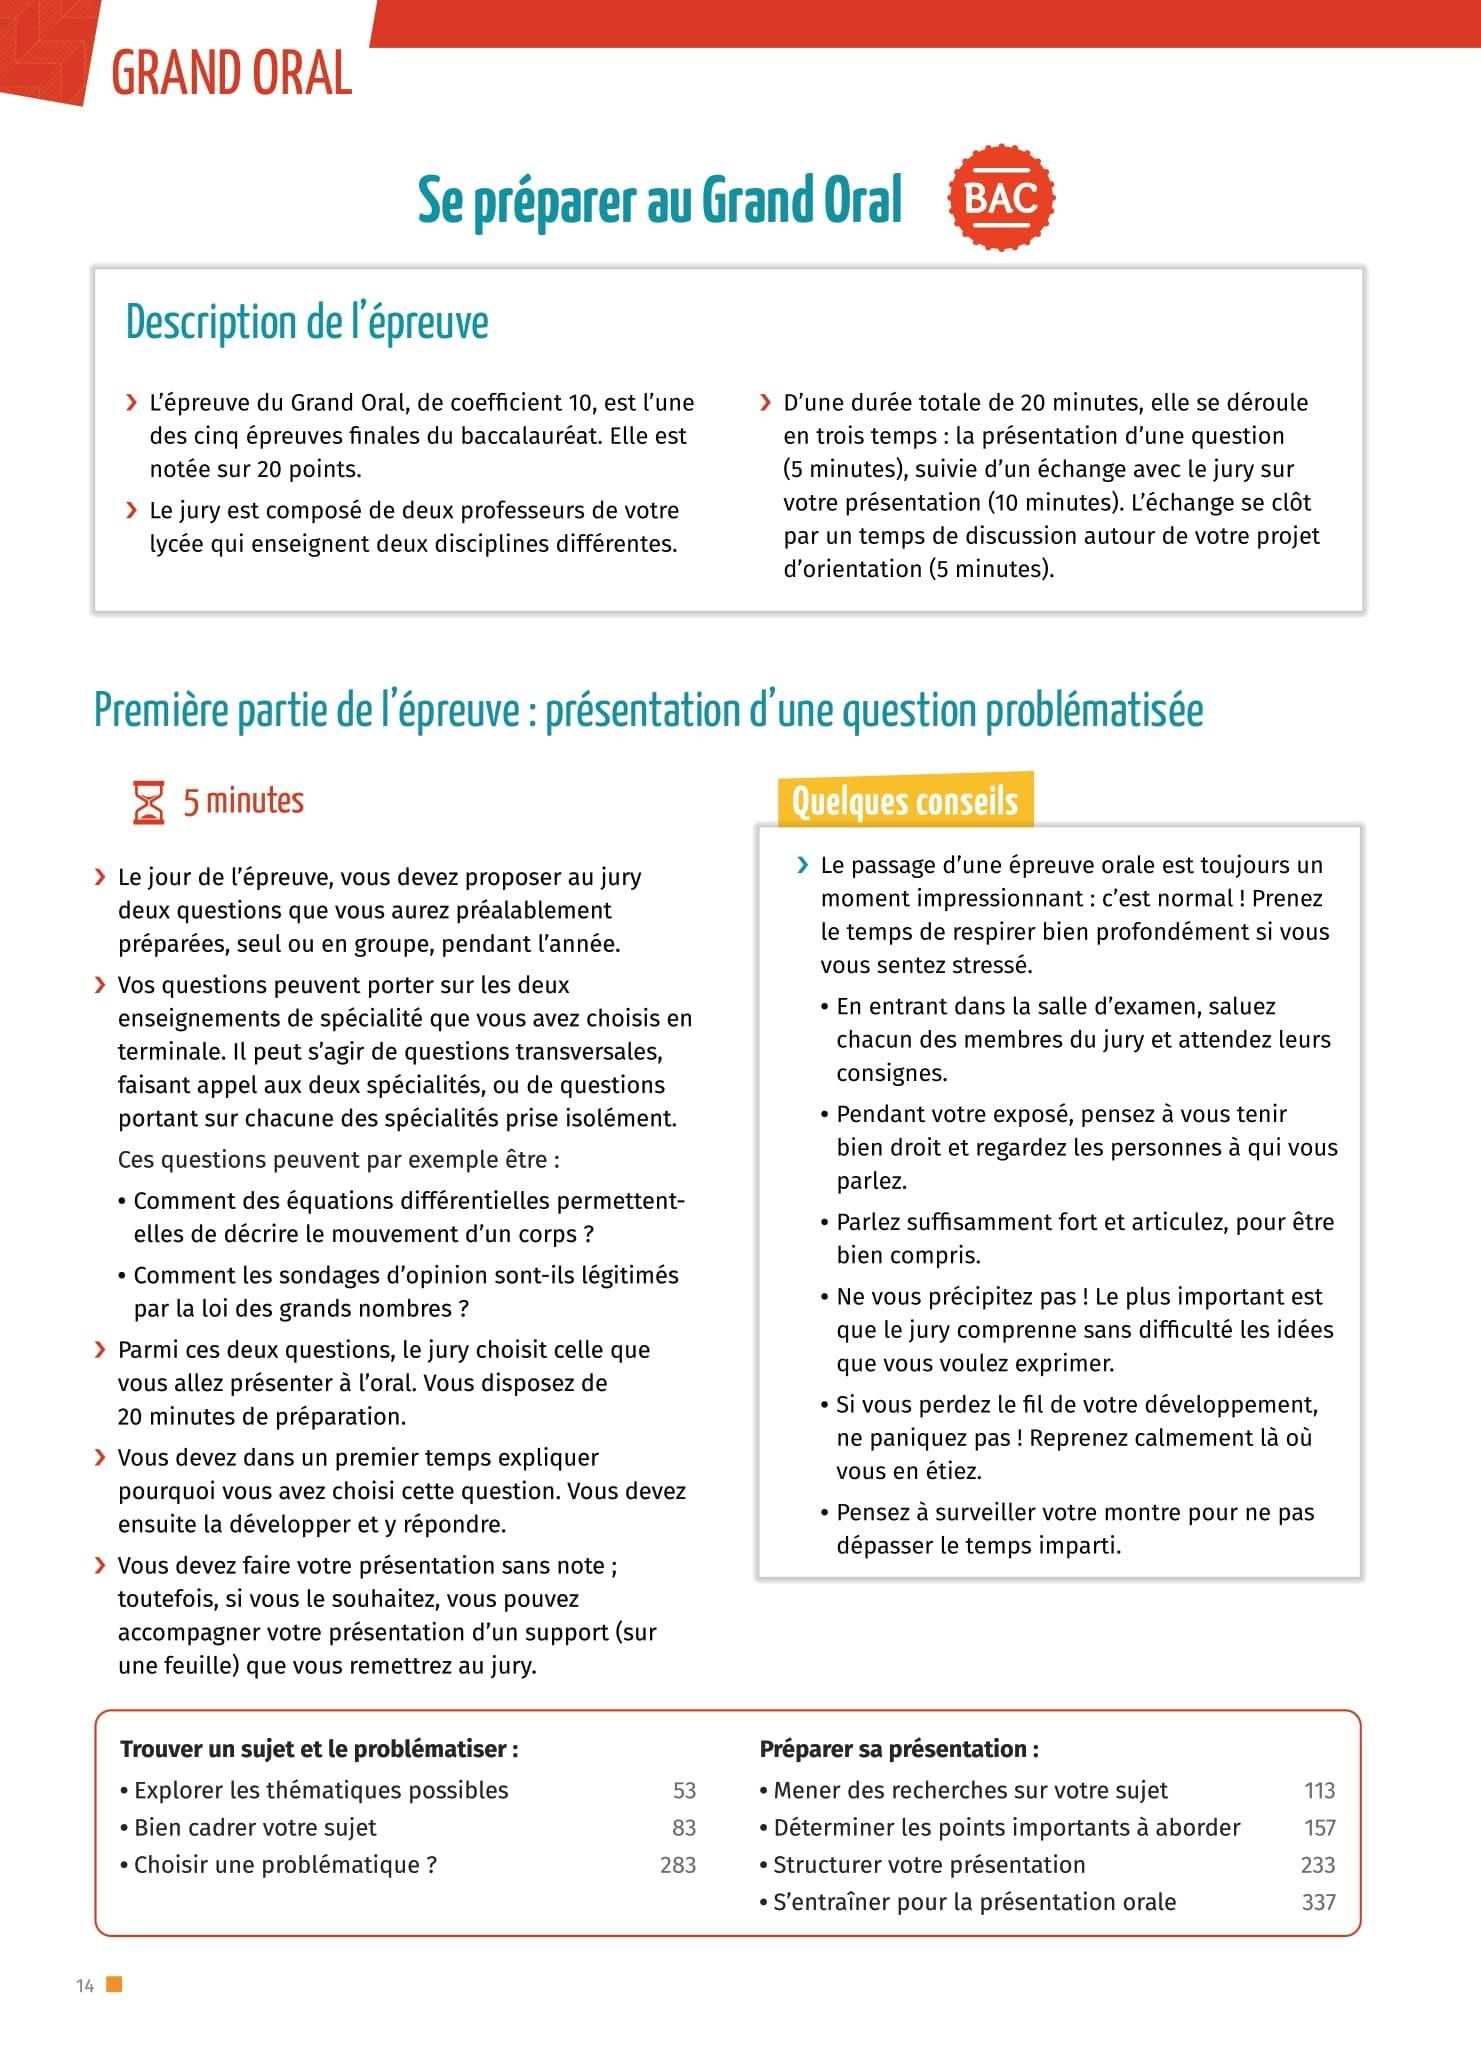 GRAND ORAL
Se préparer au Grand Oral
BAC
Description de l’épreuve
❯ L’épreuve du Grand Oral, de coefficient 10, est l’une
des cinq épreuves finales du baccalauréat. Elle est
notée sur 20 points.
❯ Le jury est composé de deux professeurs de votre
lycée qui enseignent deux disciplines différentes.
❯ D’une durée totale de 20 minutes, elle se déroule
en trois temps : la présentation d’une question
(5 minutes), suivie d’un échange avec le jury sur
votre présentation (10 minutes). L’échange se clôt
par un temps de discussion autour de votre projet
d’orientation (5 minutes).
Première partie de l’épreuve : présentation d’une question problématisée
5 minutes
❯ Le jour de l’épreuve, vous devez proposer au jury
deux questions que vous aurez préalablement
préparées, seul ou en groupe, pendant l’année.
❯ Vos questions peuvent porter sur les deux
enseignements de spécialité que vous avez choisis en
terminale. Il peut s’agir de questions transversales,
faisant appel aux deux spécialités, ou de questions
portant sur chacune des spécialités prise isolément.
Ces questions peuvent par exemple être :
• Comment des équations différentielles permettent-
elles de décrire le mouvement d’un corps ?
• Comment les sondages d’opinion sont-ils légitimés
par la loi des grands nombres ?
❯ Parmi ces deux questions, le jury choisit celle que
vous allez présenter à l’oral. Vous disposez de
20 minutes de préparation.
❯ Vous devez dans un premier temps expliquer
pourquoi vous avez choisi cette question. Vous devez
ensuite la développer et y répondre.
❯ Vous devez faire votre présentation sans note ;
toutefois, si vous le souhaitez, vous pouvez
accompagner votre présentation d’un support (sur
une feuille) que vous remettrez au jury.
Quelques conseils
❯ Le passage d’une épreuve orale est toujours un
moment impressionnant : c’est normal ! Prenez
le temps de respirer bien profondément si vous
vous sentez stressé.
• En entrant dans la salle d’examen, saluez
chacun des membres du jury et attendez leurs
consignes.
• Pendant votre exposé, pensez à vous tenir
bien droit et regardez les personnes à qui vous
parlez.
• Parlez suffisamment fort et articulez, pour être
bien compris.
• Ne vous précipitez pas ! Le plus important est
que le jury comprenne sans difficulté les idées
que vous voulez exprimer.
• Si vous perdez le fil de votre développement,
ne paniquez pas ! Reprenez calmement là où
vous en étiez.
• Pensez à surveiller votre montre pour ne pas
dépasser le temps imparti.
Trouver un sujet et le problématiser :
• Explorer les thématiques possibles 53
• Bien cadrer votre sujet 83
• Choisir une problématique ? 283
Préparer sa présentation :
• Mener des recherches sur votre sujet 113
• Déterminer les points importants à aborder 157
• Structurer votre présentation 233
• S’entraîner pour la présentation orale 337
14